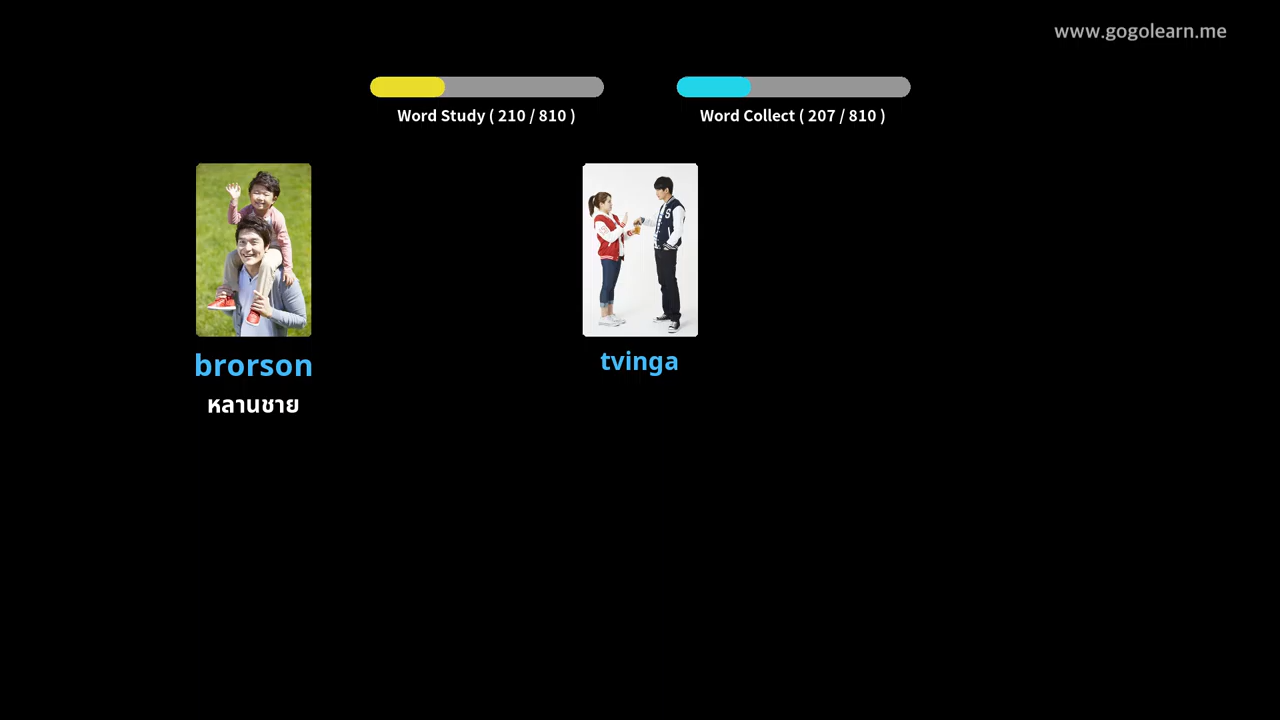 www.gogolearn.me
Word Study ( 210 / 810 )
Word Collect ( 207 / 810 )
brorson
หลานชาย
tvinga